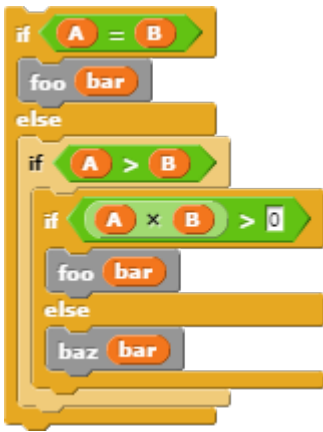 if A = B
foo bar
else
if A > B
if A × B > 0
foo bar
else
baz bar